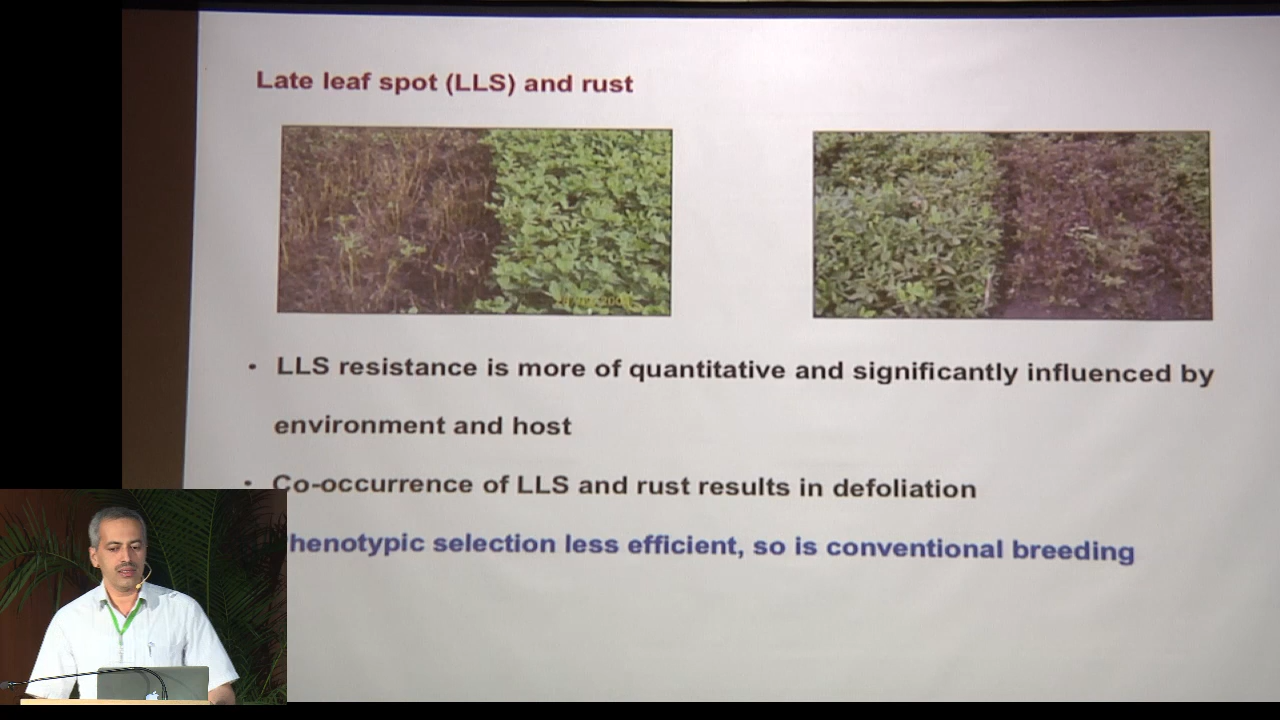 Late leaf spot (LLS) and rust
• LLS resistance is more of quantitative and significantly influenced by
environment and host
• Co-occurrence of LLS and rust results in defoliation
henotypic selection less efficient, so is conventional breeding